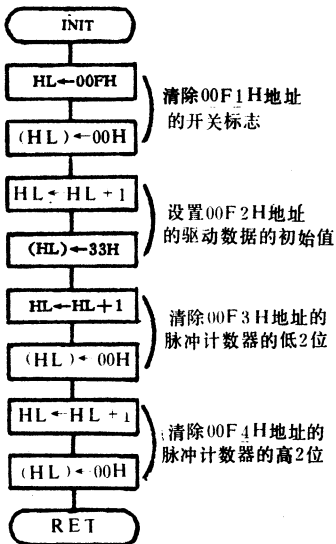 INIT
HL←00FH
(HL)←00H
清除00F1H地址
的开关标志
HL←HL+1
(HL)←33H
设置00F2H地址
的驱动数据的初始值
HL←HL+1
(HL)←00H
清除00F3H地址的
脉冲计数器的低2位
HL←HL+1
(HL)←00H
清除00F4H地址的
脉冲计数器的高2位
RET